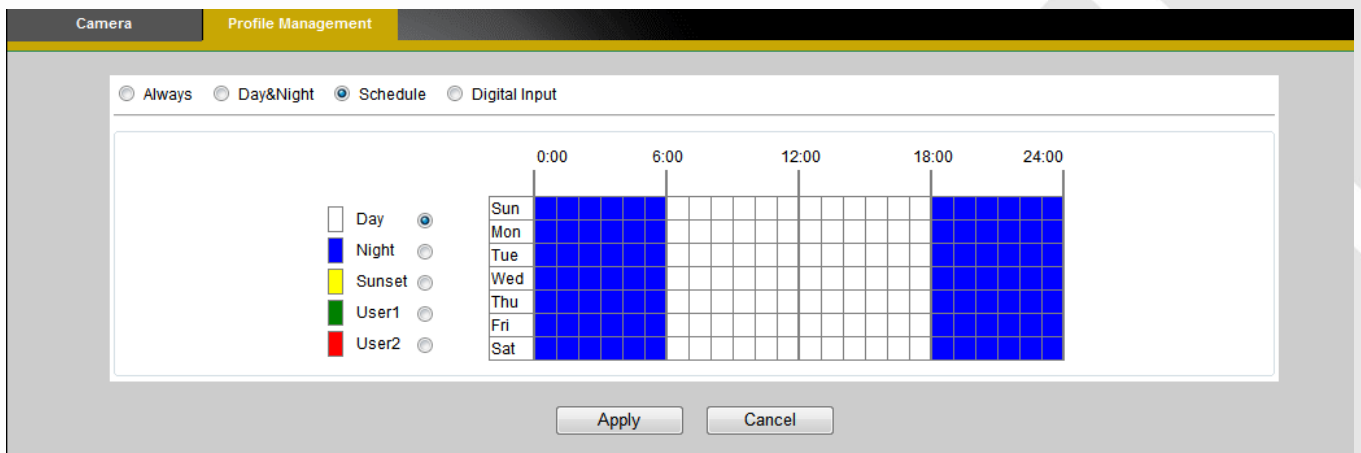 Camera Profile Management
Always Day&Night Schedule Digital Input
0:00 6:00 12:00 18:00 24:00
Day
Night
Sunset
User1
User2
Sun
Mon
Tue
Wed
Thu
Fri
Sat
Apply Cancel